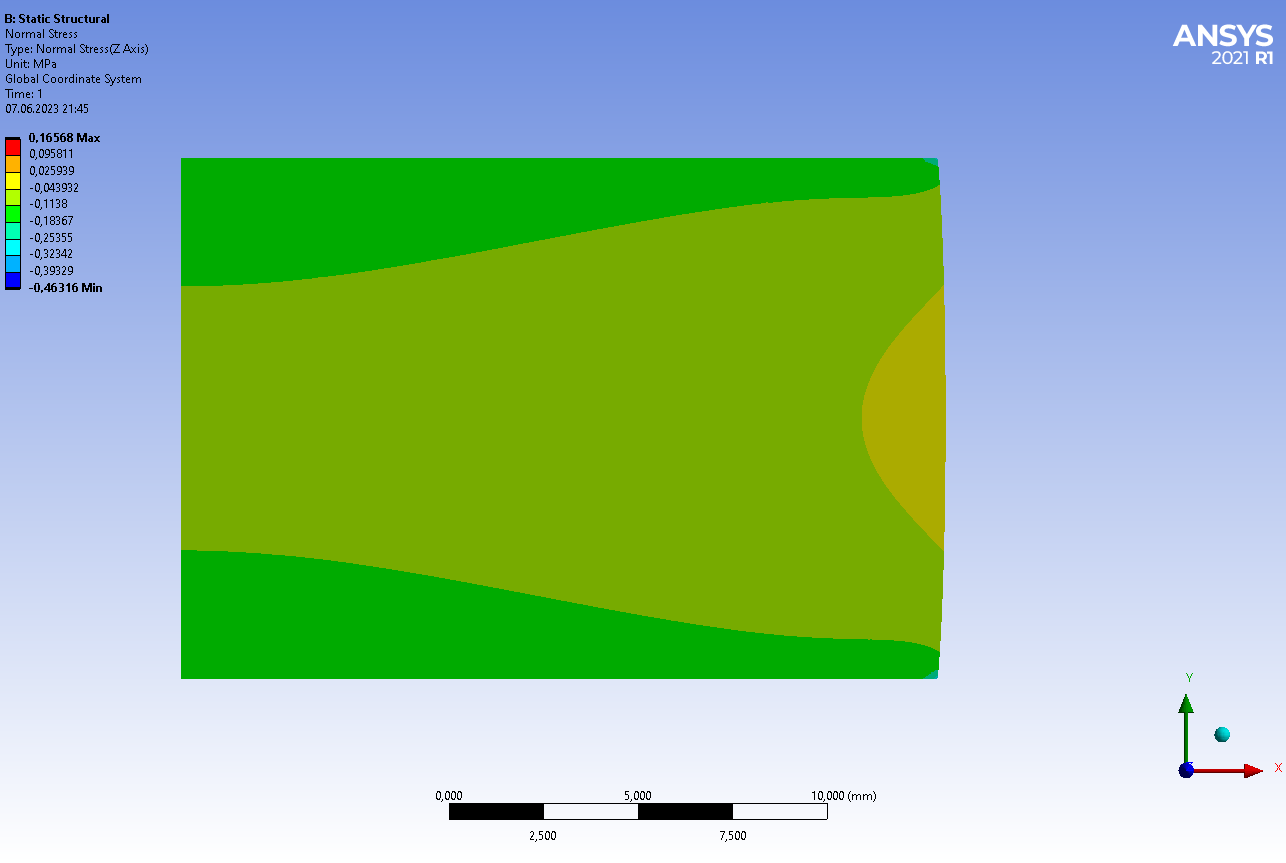 B: Static Structural
Normal Stress
Type: Normal Stress(Z Axis)
Unit: MPa
Global Coordinate System
Time: 1
07.06.2023 21:45
ANSYS
2021 R1
0,16568 Max
0,095811
0,025939
-0,043932
-0,1138
-0,18367
-0,25355
-0,32342
-0,39329
-0,46316 Min
Y
X
0,000 5,000 10,000 (mm)
2,500 7,500